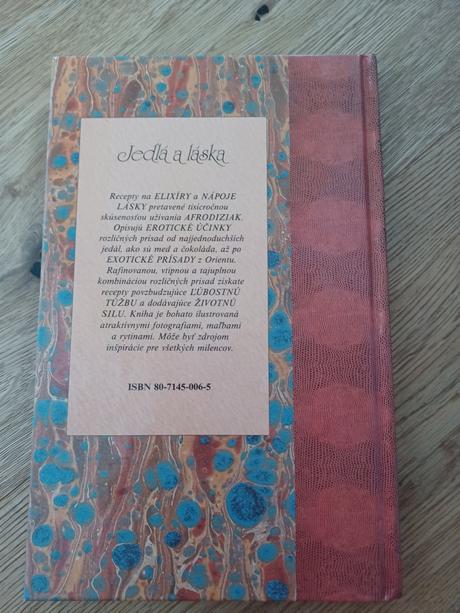 Jedlá a láska
Recepty na ELIXÍRY a NÁPOJE
LÁSKY pretavené tisícročnou
skúsenosťou užívania AFRODIZIAK.
Opisujú EROTICKÉ ÚČINKY
rozličných prísad od najjednoduchších
jedál, ako sú med a čokoláda, až po
EXOTICKÉ PRÍSADY z Orientu.
Rafinovanou, vtipnou a tajuplnou
kombináciou rozličných prísad získate
recepty povzbudzujúce ĽÚBOSTNÚ
TÚŽBU a dodávajúce ŽIVOTNÚ
SILU. Kniha je bohato ilustrovaná
atraktívnymi fotografiami, maľbami
a rytinami. Môže byť zdrojom
inšpirácie pre všetkých milencov.
ISBN 80-7145-006-5